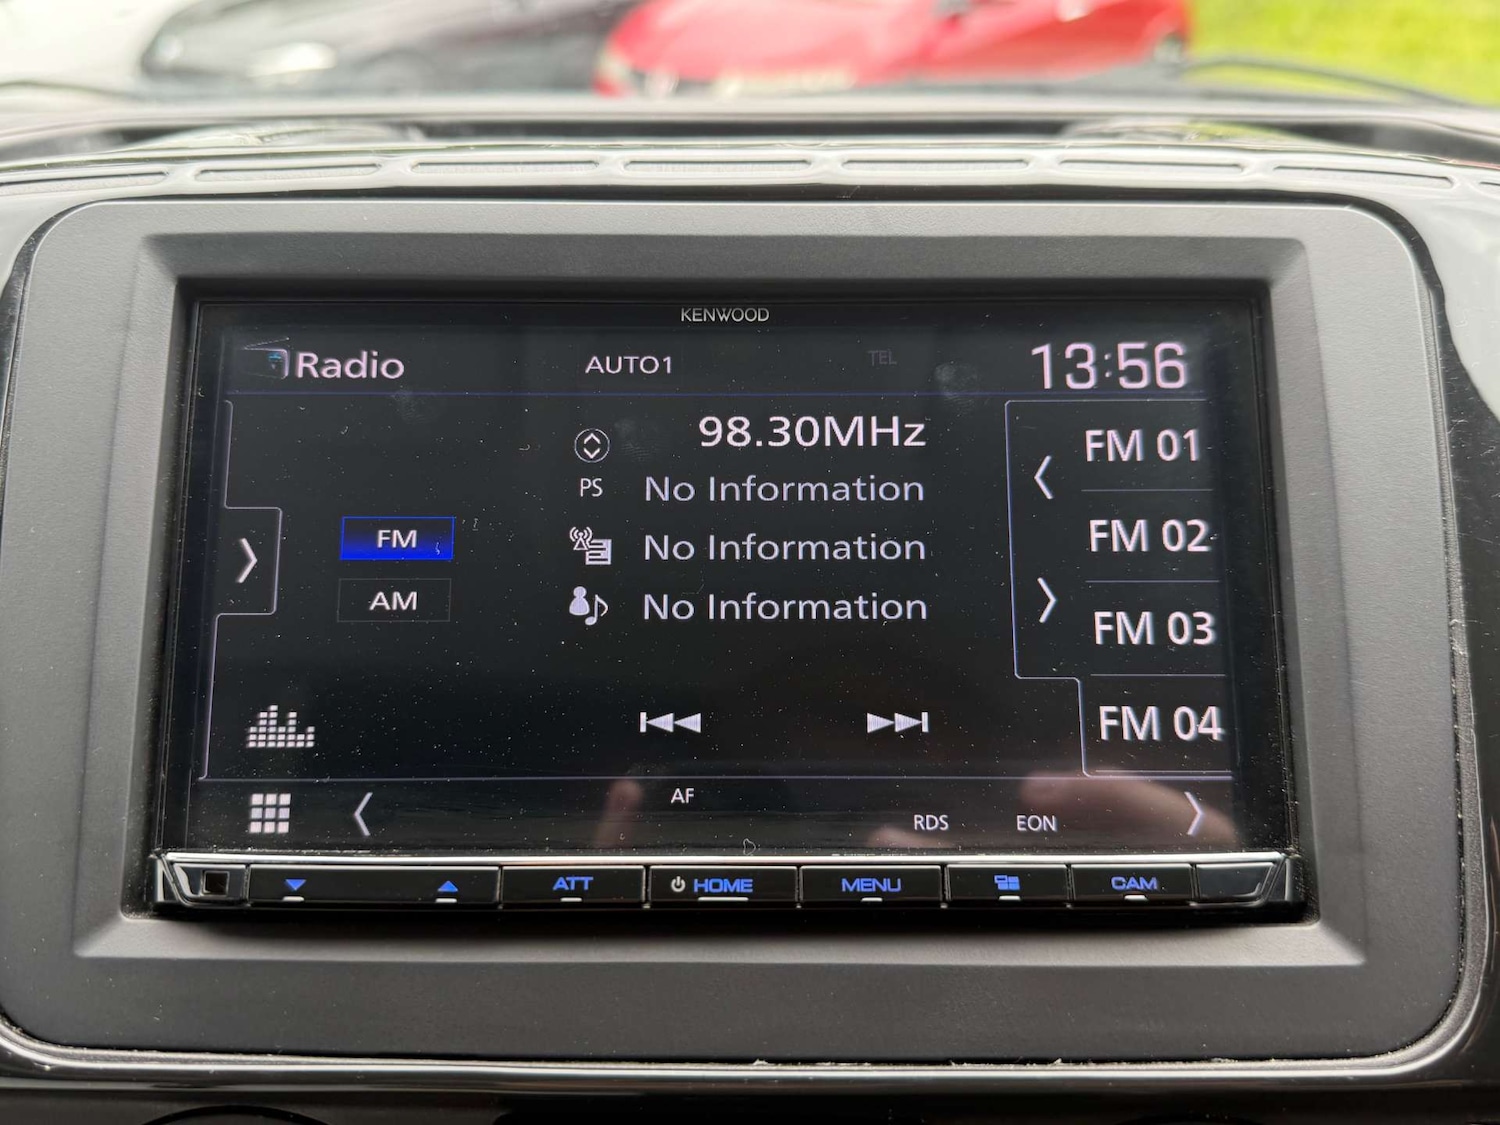 KENWOOD
Radio AUTO1 TEL 13:56
98.30MHz
PS No Information
No Information
No Information
FM
AM
FM 01
FM 02
FM 03
FM 04
AF
RDS EON
ATT HOME MENU CAM